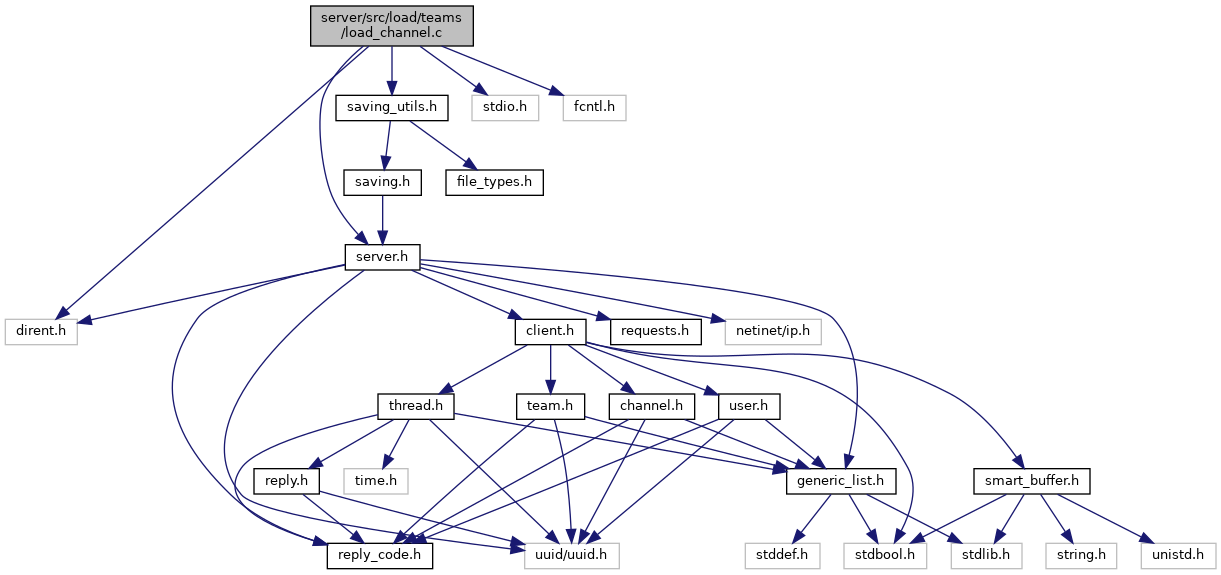 server/src/load/teams
/load_channel.c
saving_utils.h
stdio.h
fcntl.h
saving.h
file_types.h
server.h
dirent.h
client.h
requests.h
netinet/ip.h
thread.h
team.h
channel.h
user.h
reply.h
time.h
generic_list.h
smart_buffer.h
reply_code.h
uuid/uuid.h
stddef.h
stdbool.h
stdlib.h
string.h
unistd.h